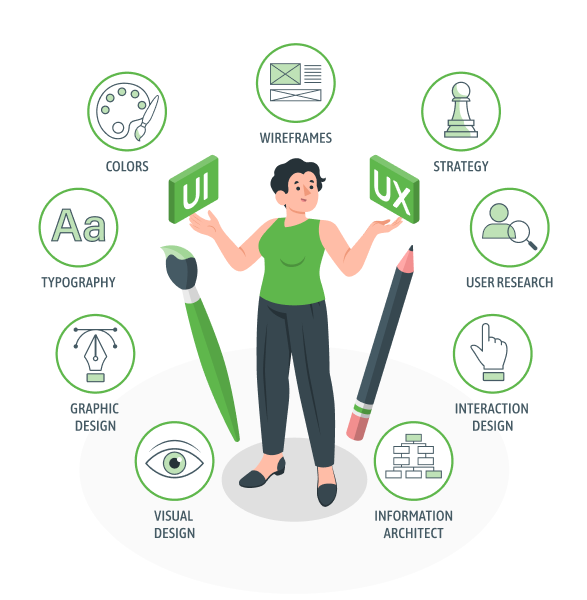 WIREFRAMES
COLORS
STRATEGY
UI
UX
Aa
TYPOGRAPHY
USER RESEARCH
GRAPHIC
DESIGN
INTERACTION
DESIGN
VISUAL
DESIGN
INFORMATION
ARCHITECT